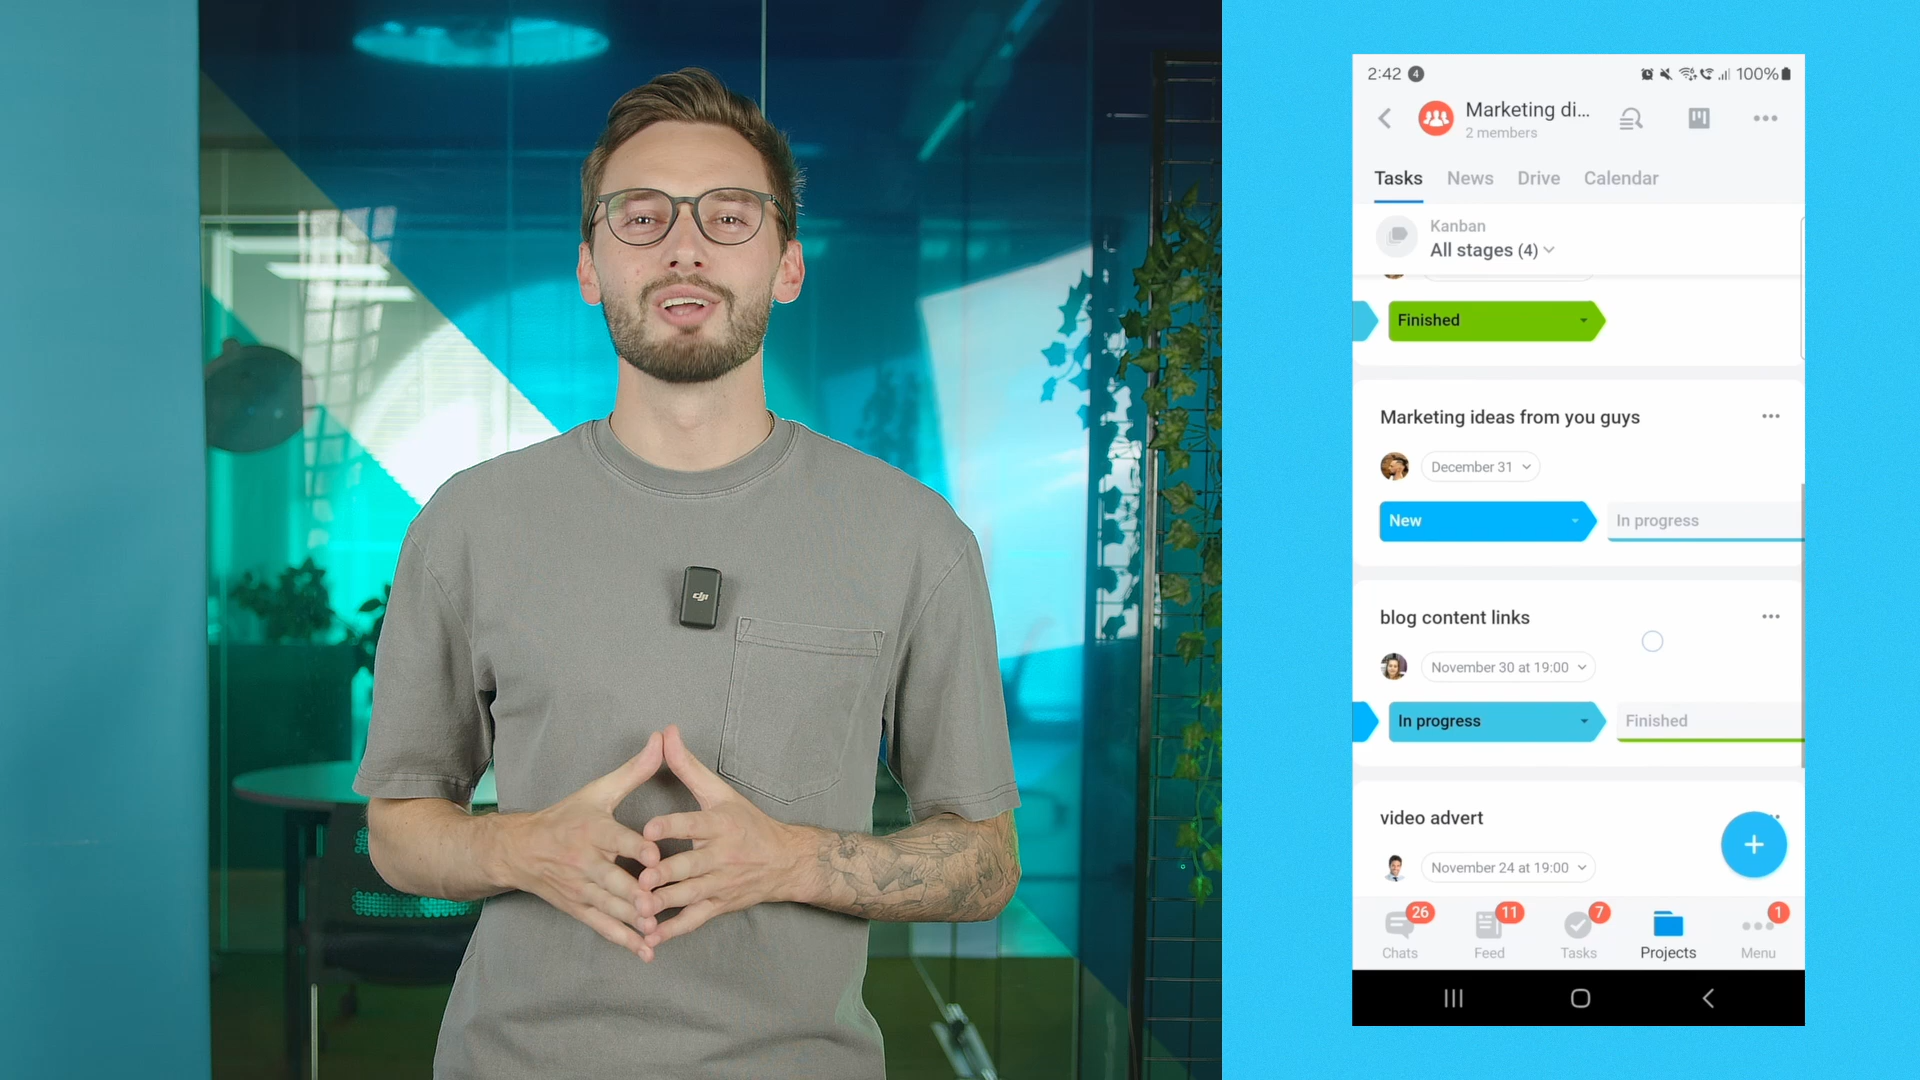 2:42 4 100%
Marketing di...
2 members
Tasks News Drive Calendar
Kanban
All stages (4)
Finished
Marketing ideas from you guys
December 31
New In progress
blog content links
November 30 at 19:00
In progress Finished
video advert
November 24 at 19:00
26 11 7 1
Chats Feed Tasks Projects Menu
dji